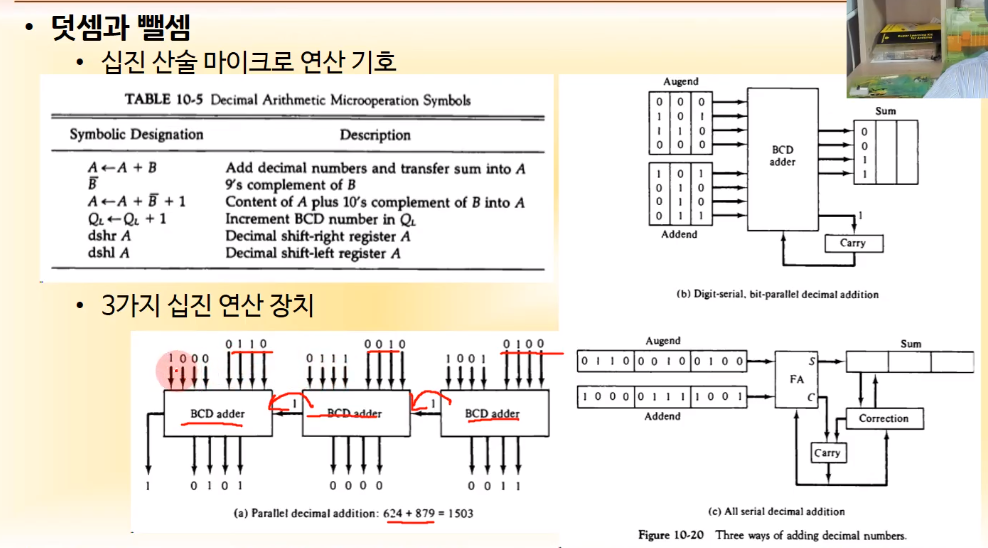 • 덧셈과 뺄셈
• 십진 산술 마이크로 연산 기호
TABLE 10-5 Decimal Arithmetic Microoperation Symbols
Symbolic Designation Description
A ← A + B Add decimal numbers and transfer sum into A
B̅ 9's complement of B
A ← A + B̅ + 1 Content of A plus 10's complement of B into A
Q_L ← Q_L + 1 Increment BCD number in Q_L
dshr A Decimal shift-right register A
dshl A Decimal shift-left register A
• 3가지 십진 연산 장치
1 0 0 0 0 1 1 0 0 1 1 1 0 0 1 0 1 0 0 1 0 1 0 0
BCD adder 1 BCD adder 1 BCD adder
1 0 1 0 1 0 0 0 0 0 0 1 1
(a) Parallel decimal addition: 624 + 879 = 1503
Augend
0 0 0
1 0 1
1 1 0
0 0 0
1 0 1
0 1 0
0 1 0
0 1 1
Addend
BCD
adder
Sum
0
0
1
1
1
Carry
(b) Digit-serial, bit-parallel decimal addition
Augend
0 1 1 0 0 0 1 0 0 1 0 0
1 0 0 0 0 1 1 1 1 0 0 1
Addend
FA
S
C
Sum
Correction
Carry
(c) All serial decimal addition
Figure 10-20 Three ways of adding decimal numbers.